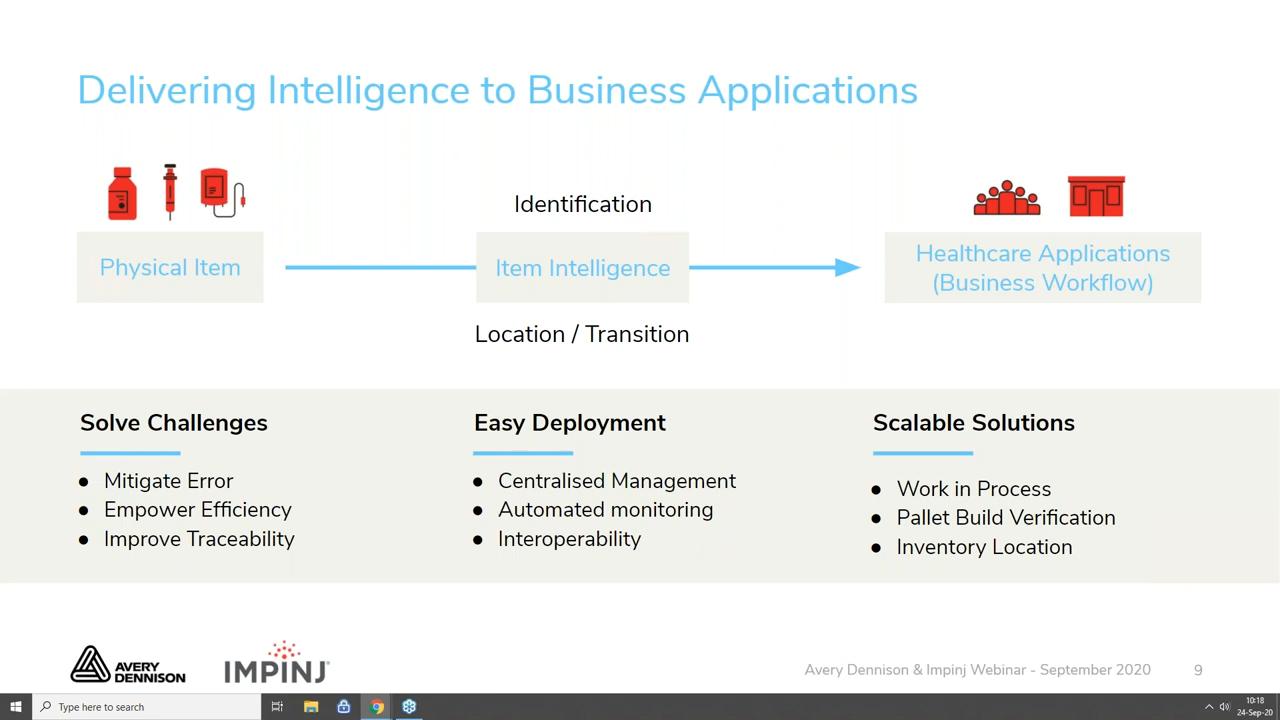 Delivering Intelligence to Business Applications
Identification
Physical Item
Item Intelligence
Healthcare Applications
(Business Workflow)
Location / Transition
Solve Challenges
● Mitigate Error
● Empower Efficiency
● Improve Traceability
Easy Deployment
● Centralised Management
● Automated monitoring
● Interoperability
Scalable Solutions
● Work in Process
● Pallet Build Verification
● Inventory Location
AVERY
DENNISON
IMPINJ
Avery Dennison & Impinj Webinar - September 2020
9
Type here to search
10:18
24-Sep-20